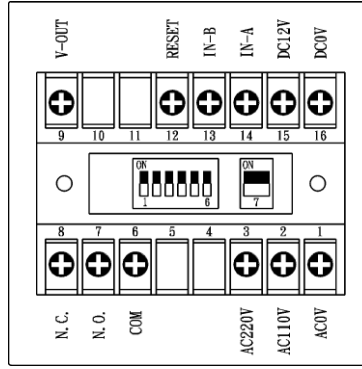 V-OUT RESET IN-B IN-A DC12V DC0V
9 10 11 12 13 14 15 16
ON ON
1 6 7
8 7 6 5 4 3 2 1
N.C. N.O. COM AC220V AC110V AC0V